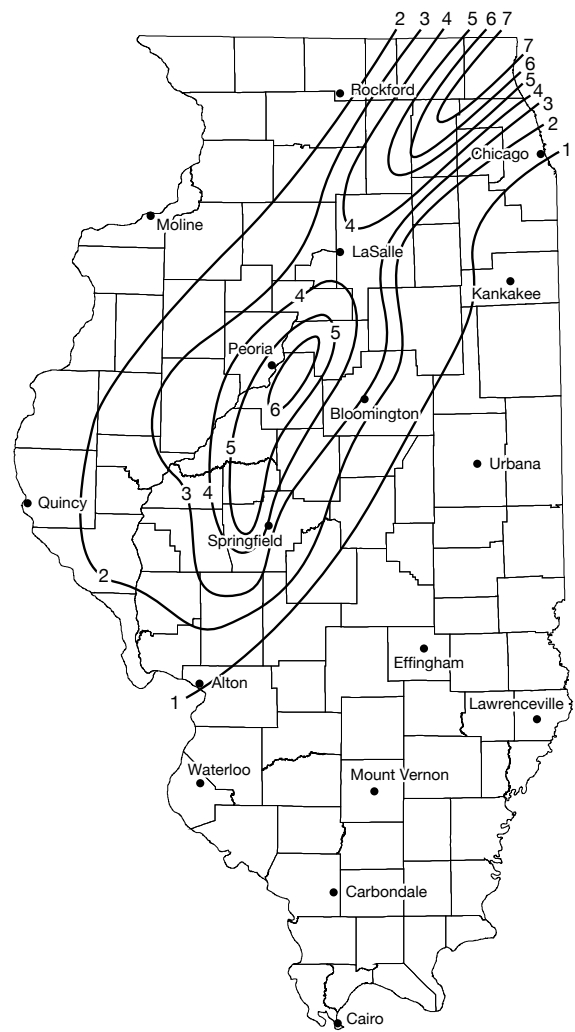 2 3 4 5 6 7
7
6
5
4
3
2
1
Rockford
Chicago
Moline
4
LaSalle
Kankakee
4
5
Peoria
6
Bloomington
5
Urbana
3 4
Quincy
Springfield
2
Effingham
Alton
1
Lawrenceville
Waterloo
Mount Vernon
Carbondale
Cairo